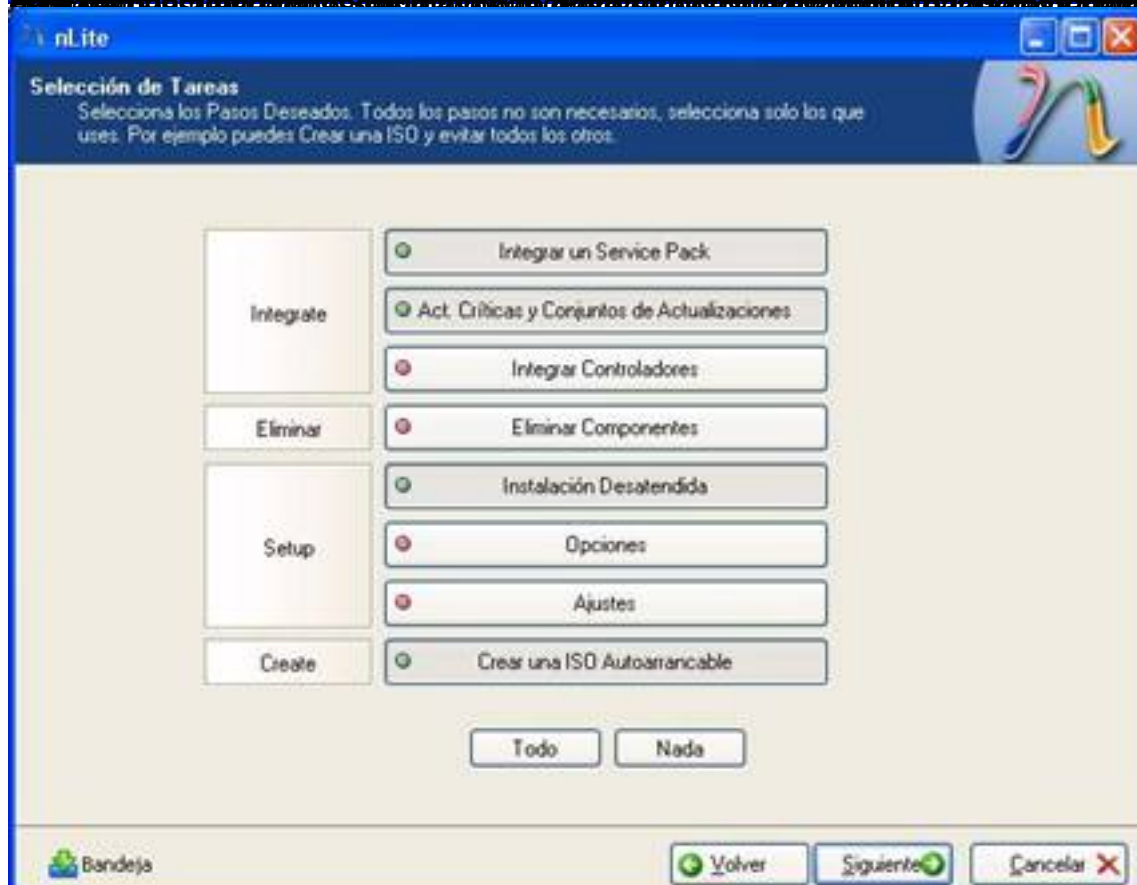 nLite
Selección de Tareas
Selecciona los Pasos Deseados. Todos los pasos no son necesarios, selecciona solo los que
uses. Por ejemplo puedes Crear una ISO y evitar todos los otros.
Integrate
Integrar un Service Pack
Act. Críticas y Conjuntos de Actualizaciones
Integrar Controladores
Eliminar
Eliminar Componentes
Setup
Instalación Desatendida
Opciones
Ajustes
Create
Crear una ISO Autoarrancable
Todo
Nada
Bandeja
Volver
Siguiente
Cancelar